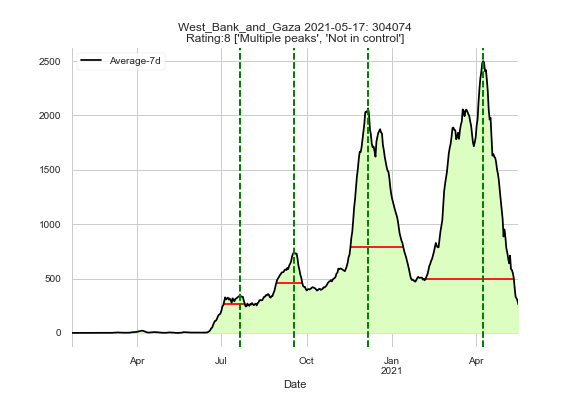 West_Bank_and_Gaza 2021-05-17: 304074
Rating:8 ['Multiple peaks', 'Not in control']
Average-7d
2500
2000
1500
1000
500
0
Apr
Jul
Oct
Jan
2021
Apr
Date